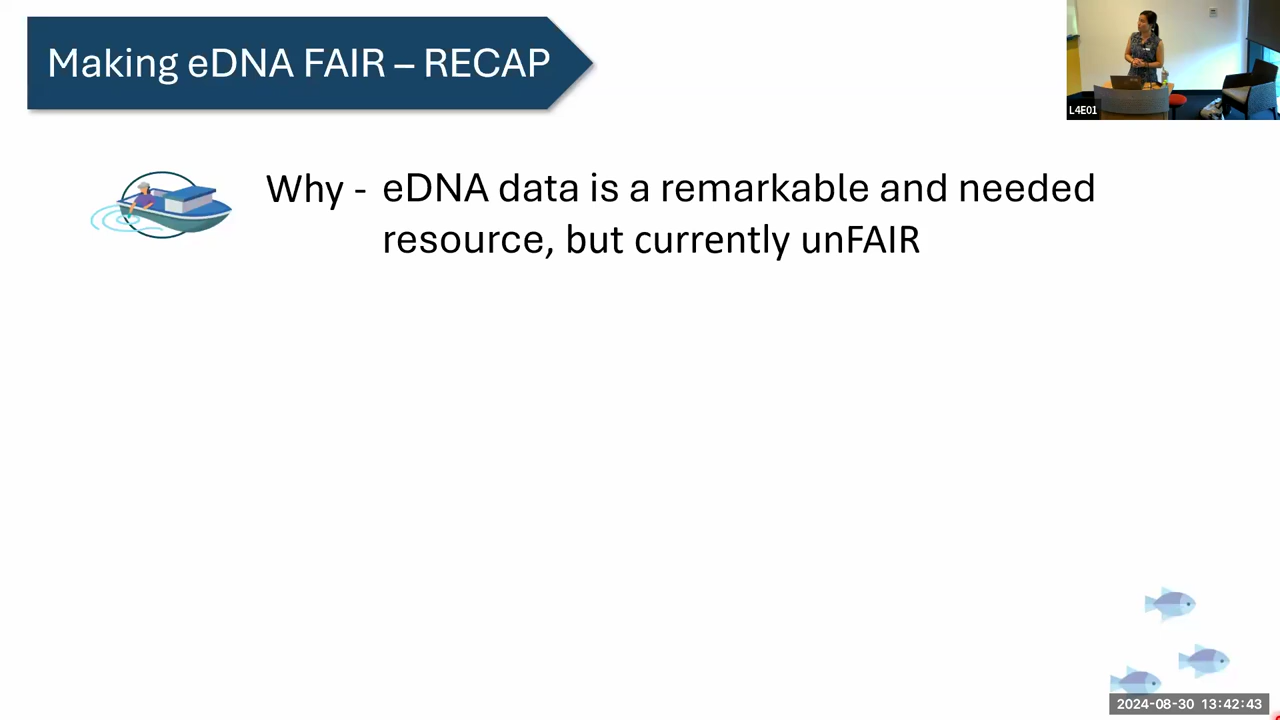 Making eDNA FAIR – RECAP
L4E01
Why - eDNA data is a remarkable and needed
resource, but currently unFAIR
2024-08-30 13:42:43